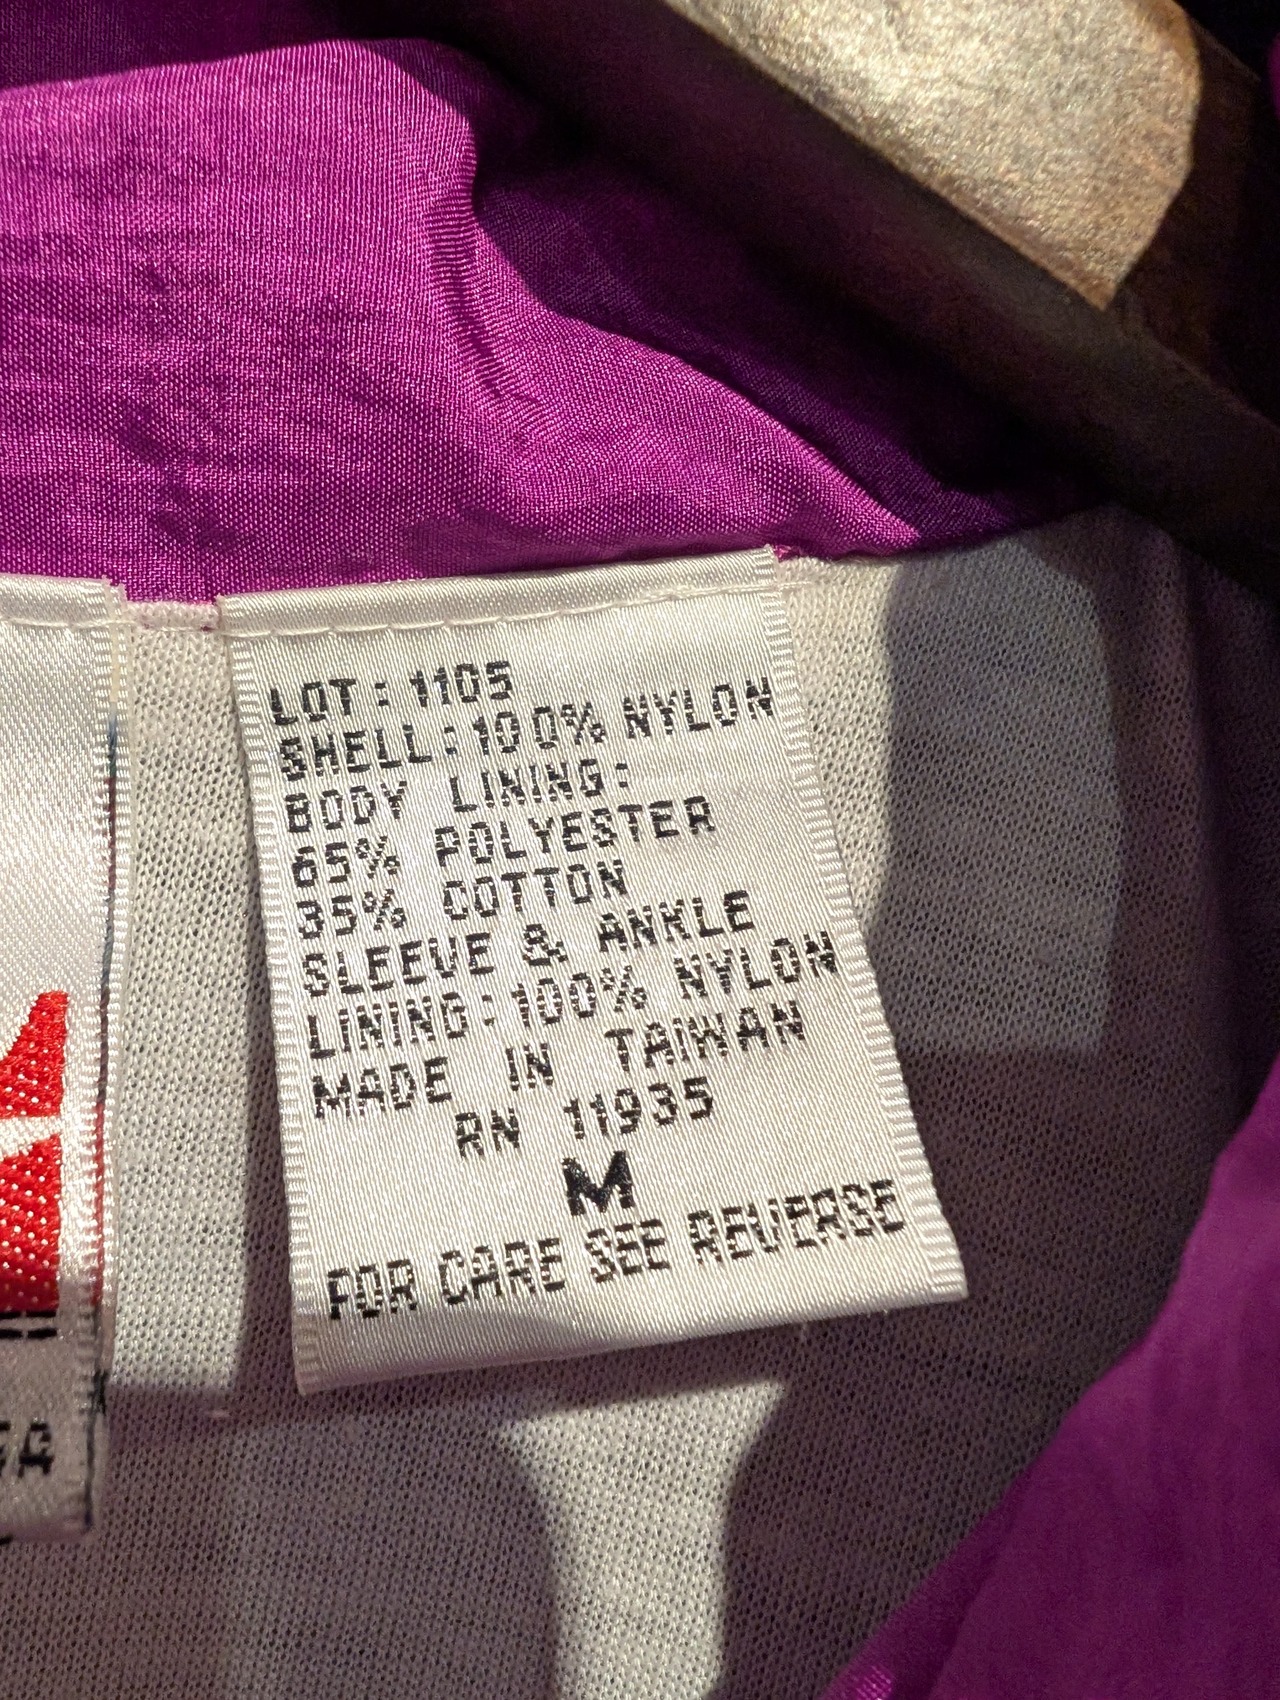 LOT : 1105
SHELL : 100% NYLON
BODY LINING :
65% POLYESTER
35% COTTON
SLEEVE & ANKLE
LINING : 100% NYLON
MADE IN TAIWAN
RN 11935
M
FOR CARE SEE REVERSE